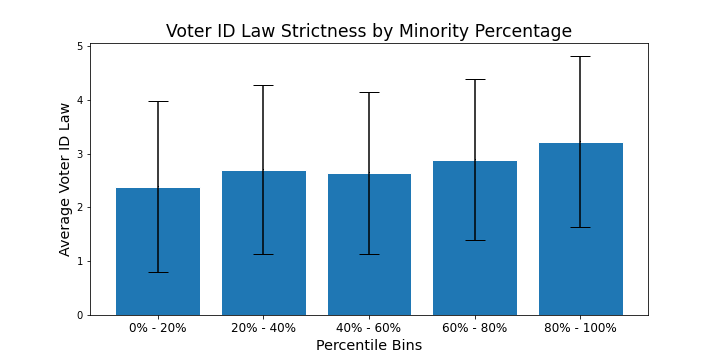 Voter ID Law Strictness by Minority Percentage
Average Voter ID Law
5
4
3
2
1
0
0% - 20%
20% - 40%
40% - 60%
60% - 80%
80% - 100%
Percentile Bins